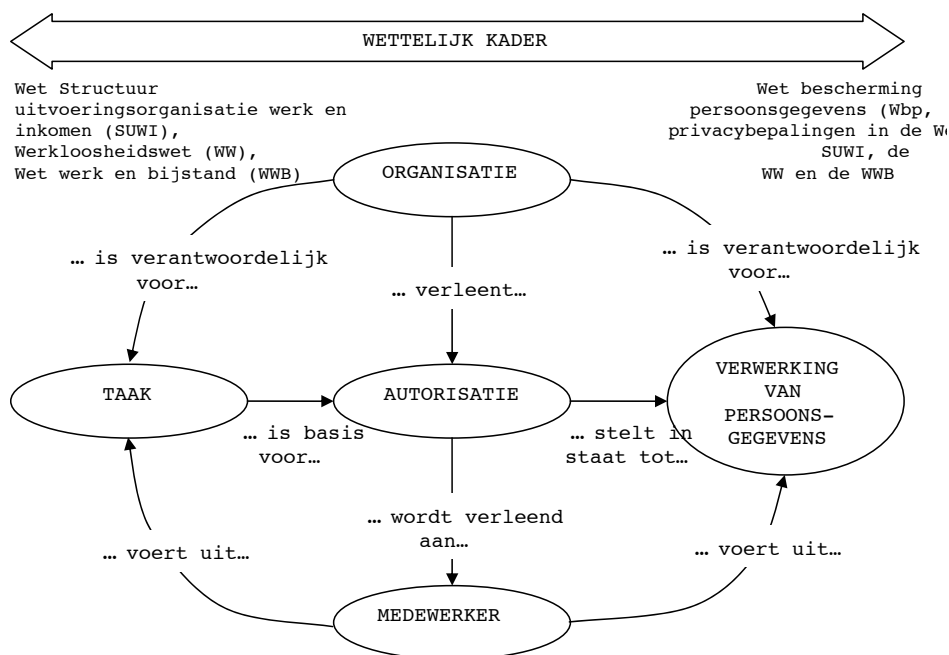 WETTELIJK KADER
Wet Structuur
uitvoeringsorganisatie werk en
inkomen (SUWI),
Werkloosheidswet (WW),
Wet werk en bijstand (WWB)
Wet bescherming
persoonsgegevens (Wbp,
privacybepalingen in de We
SUWI, de
WW en de WWB
ORGANISATIE
… is verantwoordelijk
voor…
… verleent…
… is verantwoordelijk
voor…
TAAK
AUTORISATIE
VERWERKING
VAN
PERSOONS-
GEGEVENS
… is basis
voor…
… stelt in
staat tot…
… wordt verleend
aan…
… voert uit…
… voert uit…
MEDEWERKER